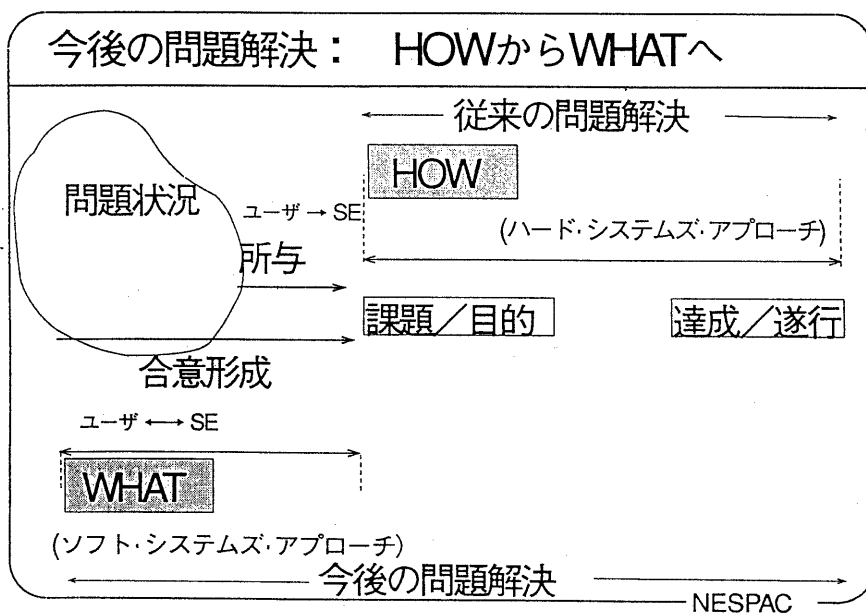 今後の問題解決： HOWからWHATへ
従来の問題解決
HOW
問題状況
ユーザ → SE
(ハード・システムズ・アプローチ)
所与
課題／目的
達成／遂行
合意形成
ユーザ ←→ SE
WHAT
(ソフト・システムズ・アプローチ)
今後の問題解決
NESPAC